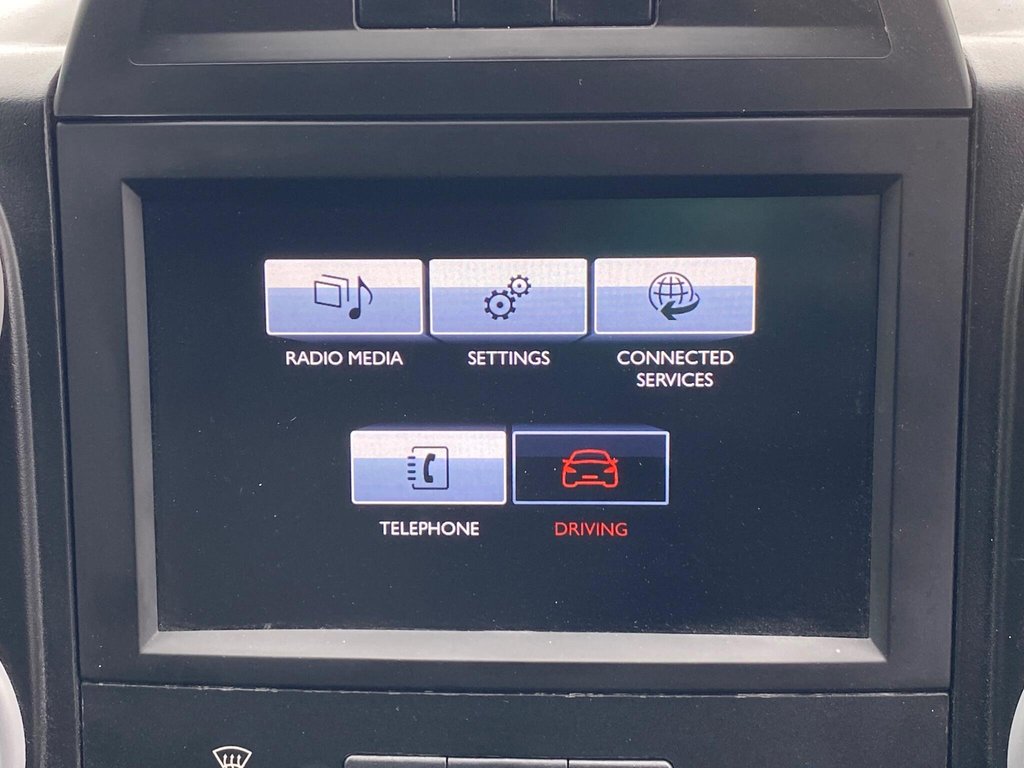 RADIO MEDIA
SETTINGS
CONNECTED
SERVICES
TELEPHONE
DRIVING